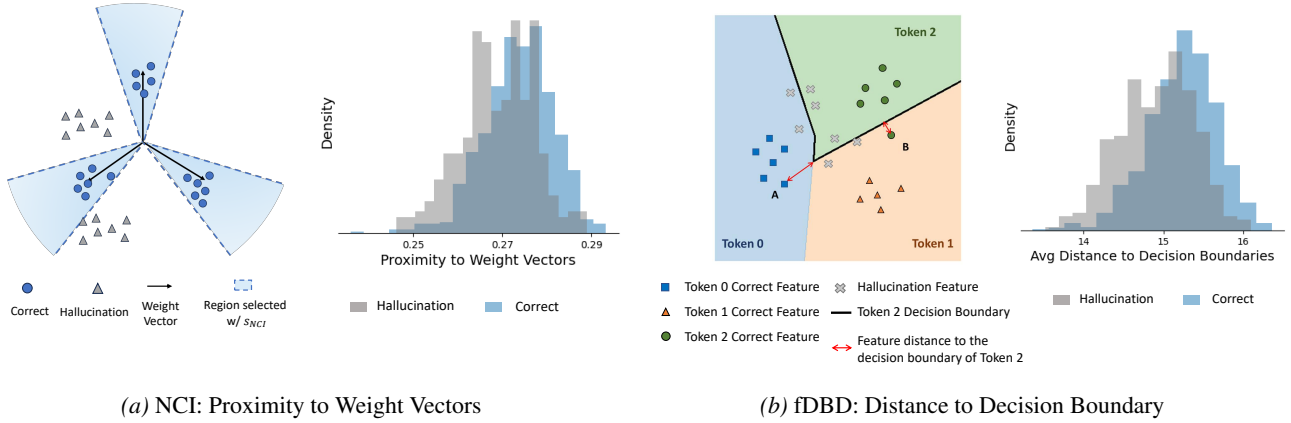 Density
0.25
0.27
0.29
Proximity to Weight Vectors
Correct
Hallucination
Weight
Vector
Region selected
w/ s_NCI
Hallucination
Correct
(a) NCI: Proximity to Weight Vectors
Token 2
B
A
Token 0
Token 1
Token 0 Correct Feature
Hallucination Feature
Token 1 Correct Feature
Token 2 Decision Boundary
Token 2 Correct Feature
Feature distance to the
decision boundary of Token 2
Density
14
15
16
Avg Distance to Decision Boundaries
Hallucination
Correct
(b) fDBD: Distance to Decision Boundary